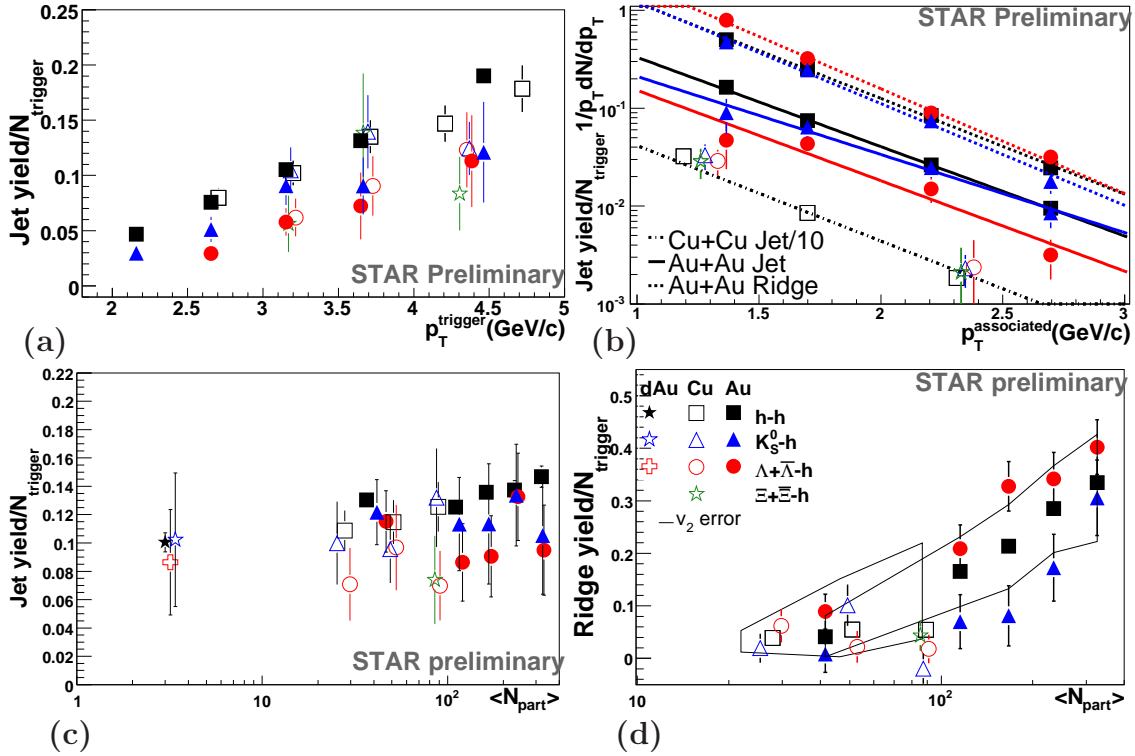 STAR Preliminary
Jet yield/N_trigger
0.25
0.2
0.15
0.1
0.05
0
2 2.5 3 3.5 4 4.5 5
p_T^trigger(GeV/c)
(a)
STAR Preliminary
Jet yield/N_trigger 1/p_T dN/dp_T
1
10^-1
10^-2
10^-3
Cu+Cu Jet/10
Au+Au Jet
Au+Au Ridge
1 1.5 2 2.5 3
p_T^associated(GeV/c)
(b)
STAR Preliminary
Jet yield/N_trigger
0.22
0.2
0.18
0.16
0.14
0.12
0.1
0.08
0.06
0.04
0.02
0
STAR preliminary
1 10 10^2
<N_part>
(c)
STAR preliminary
Ridge yield/N_trigger
0.5
0.4
0.3
0.2
0.1
0
dAu Cu Au
h-h
K_S^0-h
Λ+Λ̅-h
Ξ+Ξ̅-h
v_2 error
10 10^2
<N_part>
(d)